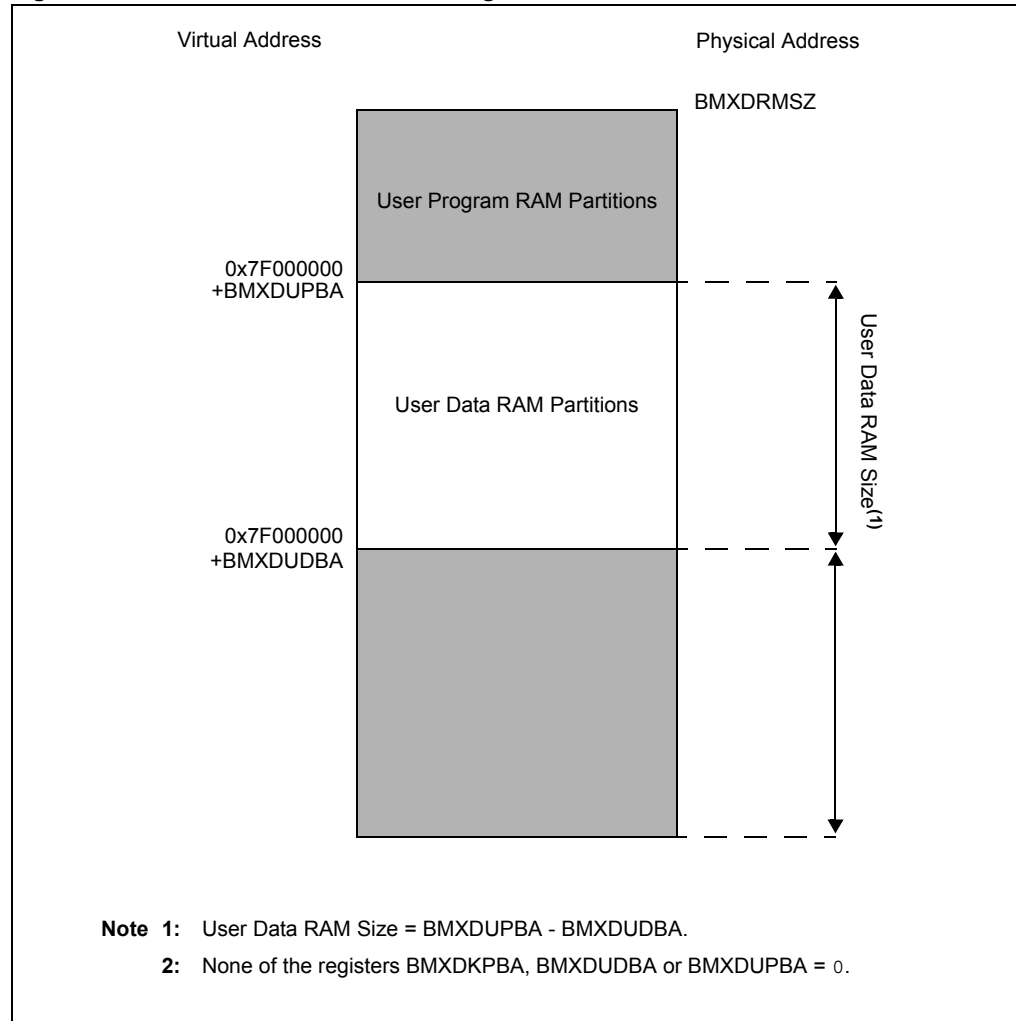 Virtual Address
Physical Address
BMXDRMSZ
User Program RAM Partitions
0x7F000000
+BMXDUPBA
User Data RAM Size(1)
User Data RAM Partitions
0x7F000000
+BMXDUDBA
Note 1: User Data RAM Size = BMXDUPBA - BMXDUDBA.
2: None of the registers BMXDKPBA, BMXDUDBA or BMXDUPBA = 0.